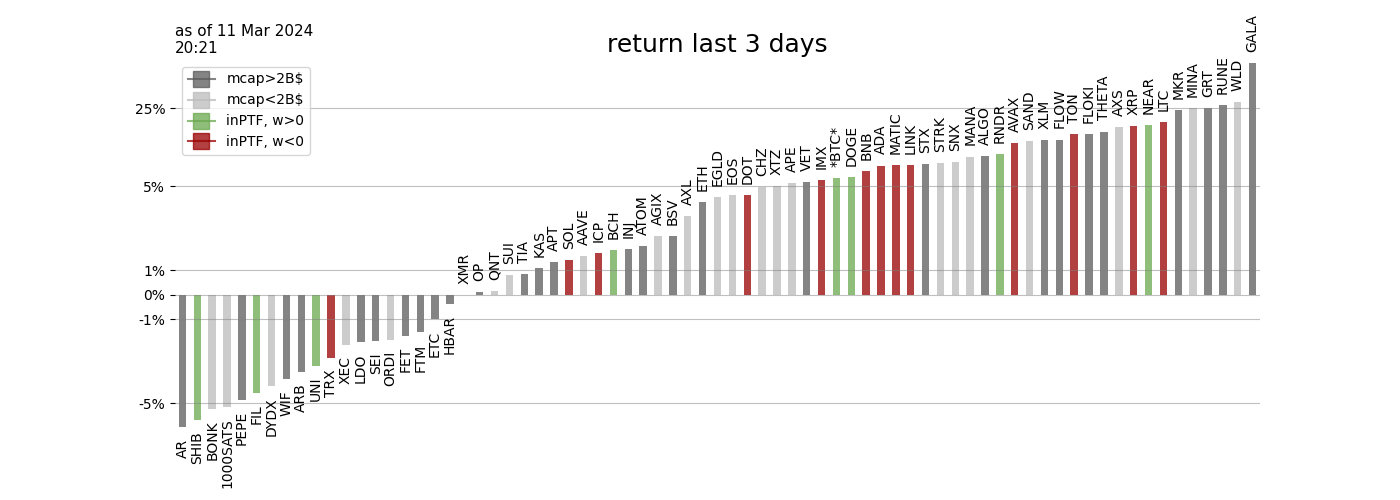 as of 11 Mar 2024
20:21
return last 3 days
mcap>2B$
mcap<2B$
inPTF, w>0
inPTF, w<0
25%
5%
1%
0%
-1%
-5%
AR
SHIB
BONK
1000SATS
PEPE
FIL
DYDX
WIF
ARB
UNI
TRX
XEC
LDO
SEI
ORDI
FET
FTM
ETC
HBAR
XMR
OP
QNT
SUI
TIA
KAS
APT
SOL
AAVE
ICP
BCH
INJ
ATOM
AGIX
BSV
AXL
ETH
EGLD
EOS
DOT
CHZ
XTZ
APE
VET
IMX
*BTC*
DOGE
BNB
ADA
MATIC
LINK
STX
STRK
SNX
MANA
ALGO
RNDR
AVAX
SAND
XLM
FLOW
TON
FLOKI
THETA
AXS
XRP
NEAR
LTC
MKR
MINA
GRT
RUNE
WLD
GALA